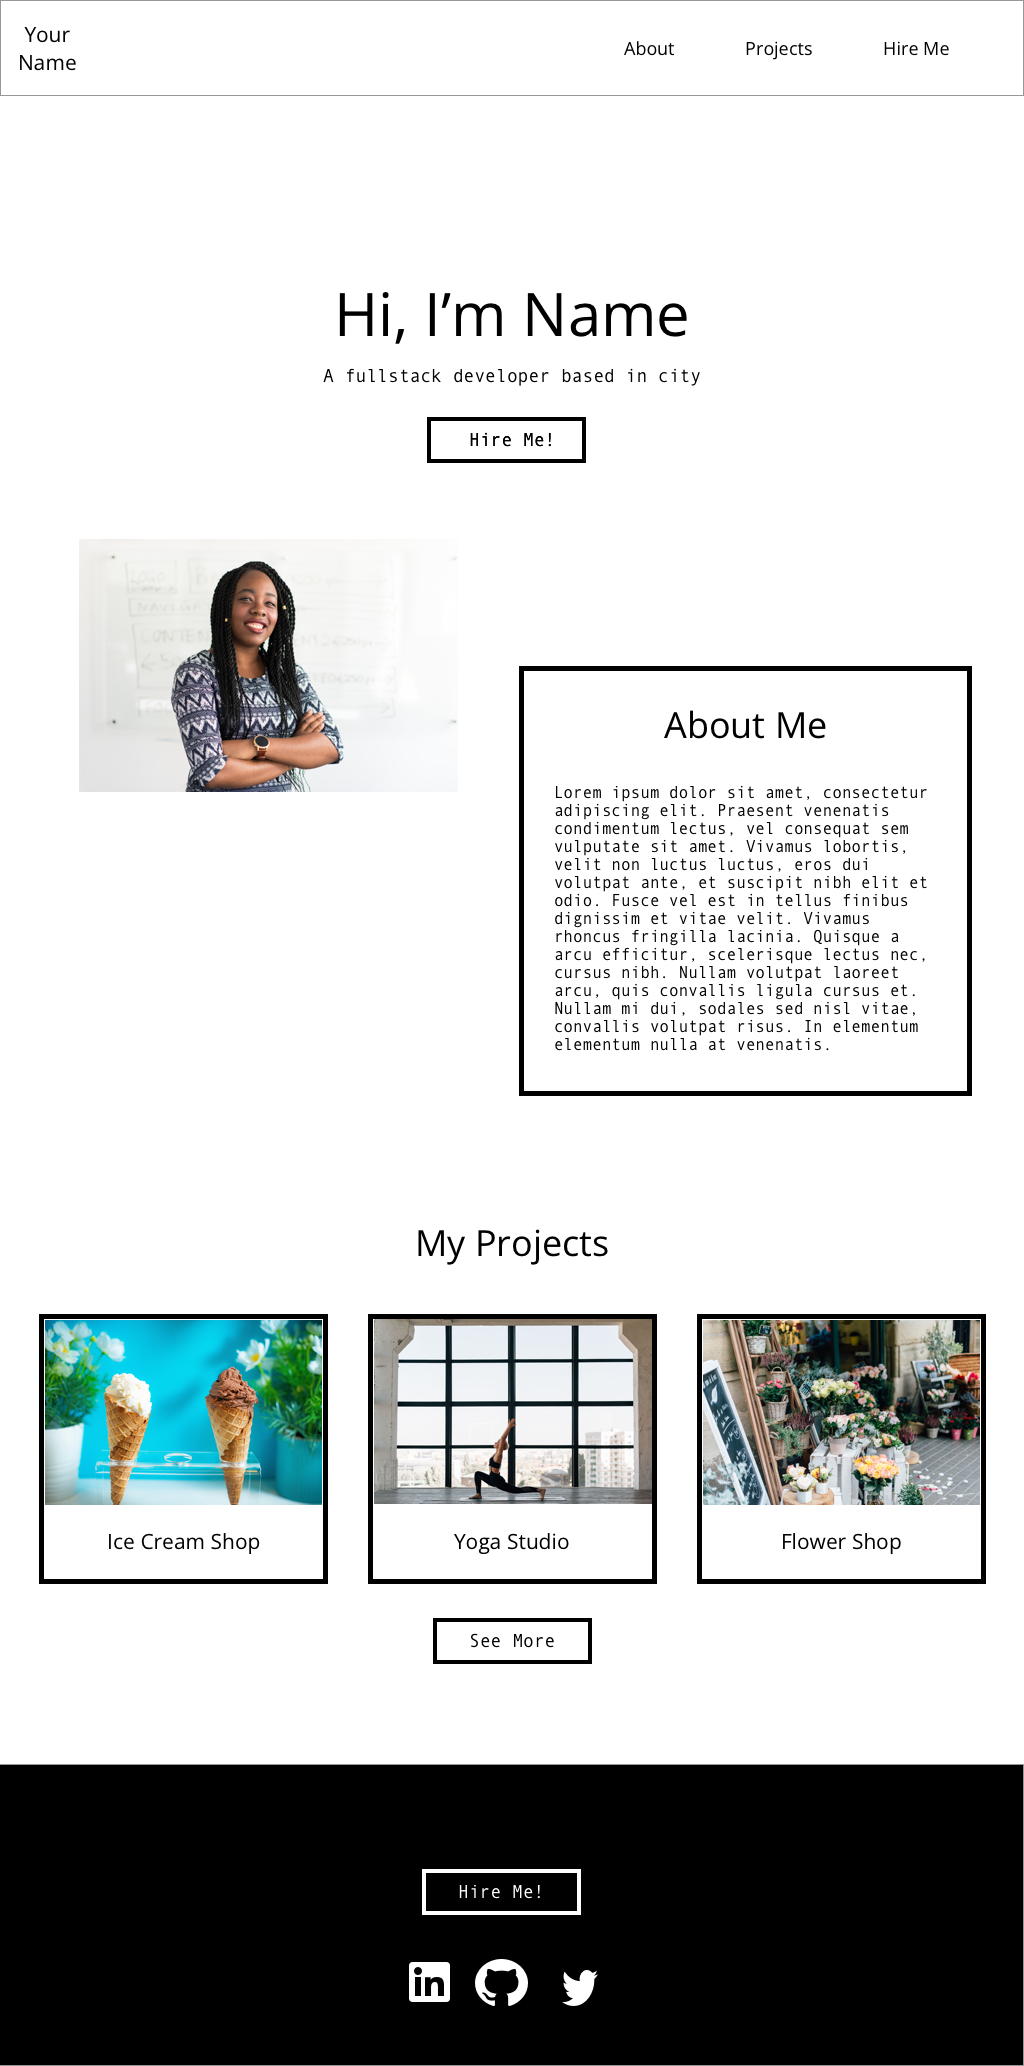 Your
Name
About Projects Hire Me
Hi, I’m Name
A fullstack developer based in city
Hire Me!
LOGO
CONTEN
About Me
Lorem ipsum dolor sit amet, consectetur
adipiscing elit. Praesent venenatis
condimentum lectus, vel consequat sem
vulputate sit amet. Vivamus lobortis,
velit non luctus luctus, eros dui
volutpat ante, et suscipit nibh elit et
odio. Fusce vel est in tellus finibus
dignissim et vitae velit. Vivamus
rhoncus fringilla lacinia. Quisque a
arcu efficitur, scelerisque lectus nec,
cursus nibh. Nullam volutpat laoreet
arcu, quis convallis ligula cursus et.
Nullam mi dui, sodales sed nisl vitae,
convallis volutpat risus. In elementum
elementum nulla at venenatis.
My Projects
Ice Cream Shop
Yoga Studio
Flower Shop
See More
Hire Me!
in